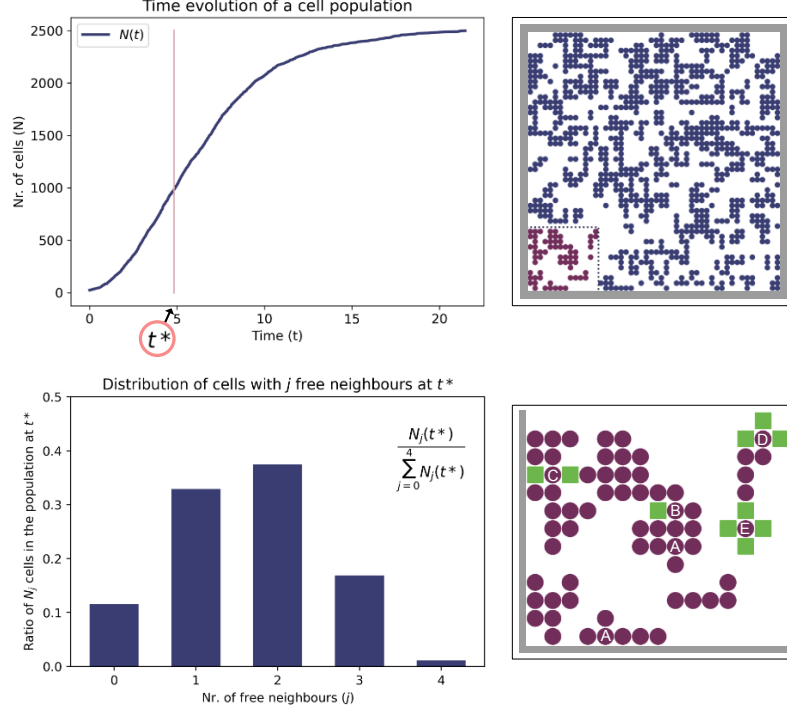 Time evolution of a cell population
N(t)
Nr. of cells (N)
2500
2000
1500
1000
500
0
0
5
10
15
20
t*
Time (t)
Distribution of cells with j free neighbours at t*
Ratio of N_j cells in the population at t*
0.5
0.4
0.3
0.2
0.1
0.0
N_j(t*)
4
∑ N_j(t*)
j=0
0
1
2
3
4
Nr. of free neighbours (j)
D
C
B
E
A
A